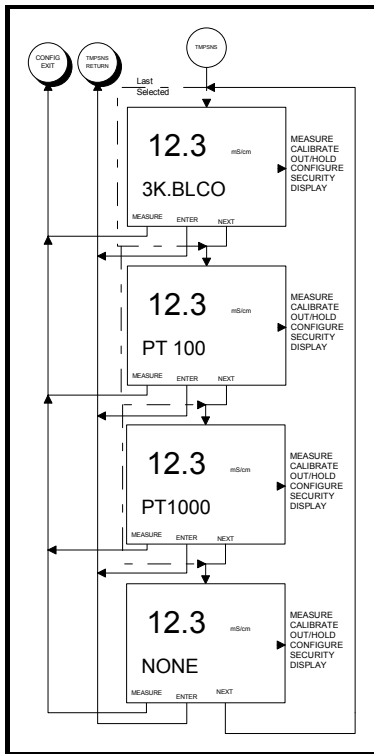 CONFIG
EXIT
TMPSNS
RETURN
TMPSNS
Last
Selected
12.3 mS/cm
3K.BLCO
MEASURE ENTER NEXT
MEASURE
CALIBRATE
OUT/HOLD
CONFIGURE
SECURITY
DISPLAY
12.3 mS/cm
PT 100
MEASURE ENTER NEXT
MEASURE
CALIBRATE
OUT/HOLD
CONFIGURE
SECURITY
DISPLAY
12.3 mS/cm
PT1000
MEASURE ENTER NEXT
MEASURE
CALIBRATE
OUT/HOLD
CONFIGURE
SECURITY
DISPLAY
12.3 mS/cm
NONE
MEASURE ENTER NEXT
MEASURE
CALIBRATE
OUT/HOLD
CONFIGURE
SECURITY
DISPLAY